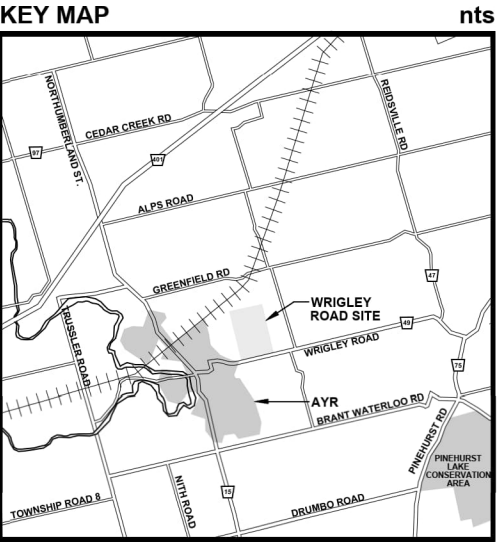 KEY MAP
nts
NORTHUMBERLAND ST.
CEDAR CREEK RD
REIDSVILLE RD
97
401
ALPS ROAD
GREENFIELD RD
47
WRIGLEY
ROAD SITE
TRUSSLER ROAD
49
WRIGLEY ROAD
75
AYR
BRANT WATERLOO RD
PINEHURST RD
PINEHURST
LAKE
CONSERVATION
AREA
NITH ROAD
15
TOWNSHIP ROAD 8
DRUMBO ROAD